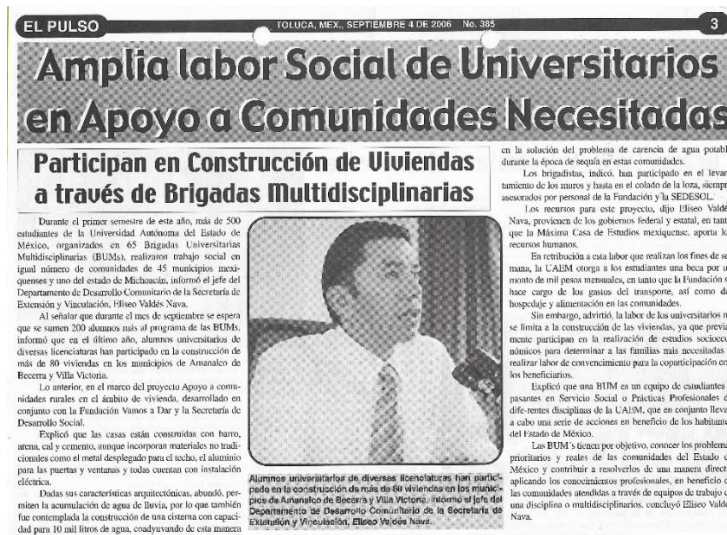 EL PULSO
TOLUCA, MEX., SEPTIEMBRE 4 DE 2006 No. 385
3
Amplia labor Social de Universitarios
en Apoyo a Comunidades Necesitadas
Participan en Construcción de Viviendas
a través de Brigadas Multidisciplinarias
Durante el primer semestre de este año, más de 500
estudiantes de la Universidad Autónoma del Estado de
México, organizados en 65 Brigadas Universitarias
Multidisciplinarias (BUMs), realizaron trabajo social en
igual número de comunidades de 45 municipios mexi-
quenses y uno del estado de Michoacán, informó el jefe del
Departamento de Desarrollo Comunitario de la Secretaría de
Extensión y Vinculación, Eliseo Valdés Nava.
Al señalar que durante el mes de septiembre se espera
que se sumen 200 alumnos más al programa de las BUMs,
informó que en el último año, alumnos universitarios de
diversas licenciaturas han participado en la construcción de
más de 80 viviendas en los municipios de Amanalco de
Becerra y Villa Victoria.
Lo anterior, en el marco del proyecto Apoyo a comu-
nidades rurales en el ámbito de vivienda, desarrollado en
conjunto con la Fundación Vamos a Dar y la Secretaría de
Desarrollo Social.
Explicó que las casas están construidas con barro,
arena, cal y cemento, aunque incorporan materiales no tradi-
cionales como el metal desplegado para el techo, el aluminio
para las puertas y ventanas y todas cuentan con instalación
eléctrica.
Dadas sus características arquitectónicas, abundó, per-
miten la acumulación de agua de lluvia, por lo que también
fue contemplada la construcción de una cisterna con capaci-
dad para 10 mil litros de agua, coadyuvando de esta manera
Alumnos universitarios de diversas licenciaturas han partici-
pado en la construcción de más de 80 viviendas en los munici-
pios de Amanalco de Becerra y Villa Victoria, informó el jefe del
Departamento de Desarrollo Comunitario de la Secretaría de
Extensión y Vinculación, Eliseo Valdés Nava.
en la solución del problema de carencia de agua potabl
durante la época de sequía en estas comunidades.
Los brigadistas, indicó, han participado en el levan
tamiento de los muros y hasta en el colado de la loza, siempr
asesorados por personal de la Fundación y la SEDESOL.
Los recursos para este proyecto, dijo Eliseo Valdé
Nava, provienen de los gobiernos federal y estatal, en tant
que la Máxima Casa de Estudios mexiquense, aporta lo
recursos humanos.
En retribución a esta labor que realizan los fines de se
mana, la UAEM otorga a los estudiantes una beca por u
monto de mil pesos mensuales, en tanto que la Fundación s
hace cargo de los gastos del transporte, así como de
hospedaje y alimentación en las comunidades.
Sin embargo, advirtió, la labor de los universitarios n
se limita a la construcción de las viviendas, ya que previa
mente participan en la realización de estudios socioeco
nómicos para determinar a las familias más necesitadas
realizar labor de convencimiento para la coparticipación en
los beneficiarios.
Explicó que una BUM es un equipo de estudiantes
pasantes en Servicio Social o Prácticas Profesionales d
dife-rentes disciplinas de la UAEM, que en conjunto lleva
a cabo una serie de acciones en beneficio de los habitante
del Estado de México.
Las BUM´s tienen por objetivo, conocer los problema
prioritarios y reales de las comunidades del Estado d
México y contribuir a resolverlos de una manera direct
aplicando los conocimientos profesionales, en beneficio d
las comunidades atendidas a través de equipos de trabajo d
una disciplina o multidisciplinarios, concluyó Eliseo Valdé
Nava.